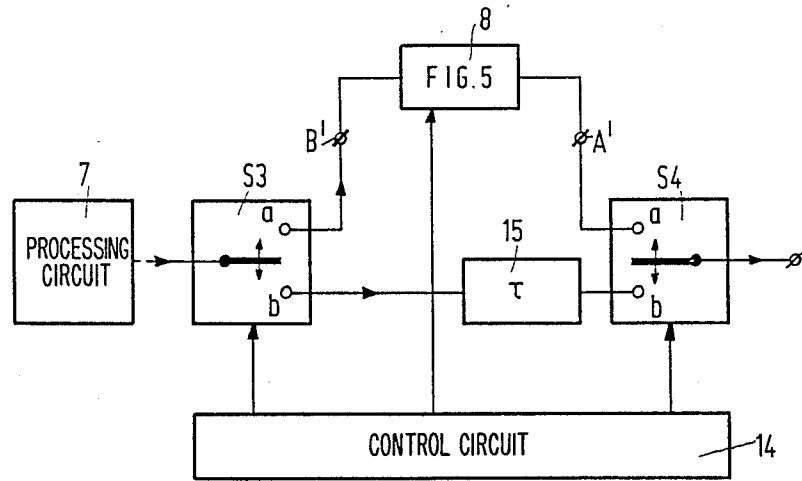 8
FIG.5
B'
A'
7
S3
S4
a
a
PROCESSING
CIRCUIT
15
τ
b
b
CONTROL CIRCUIT
14